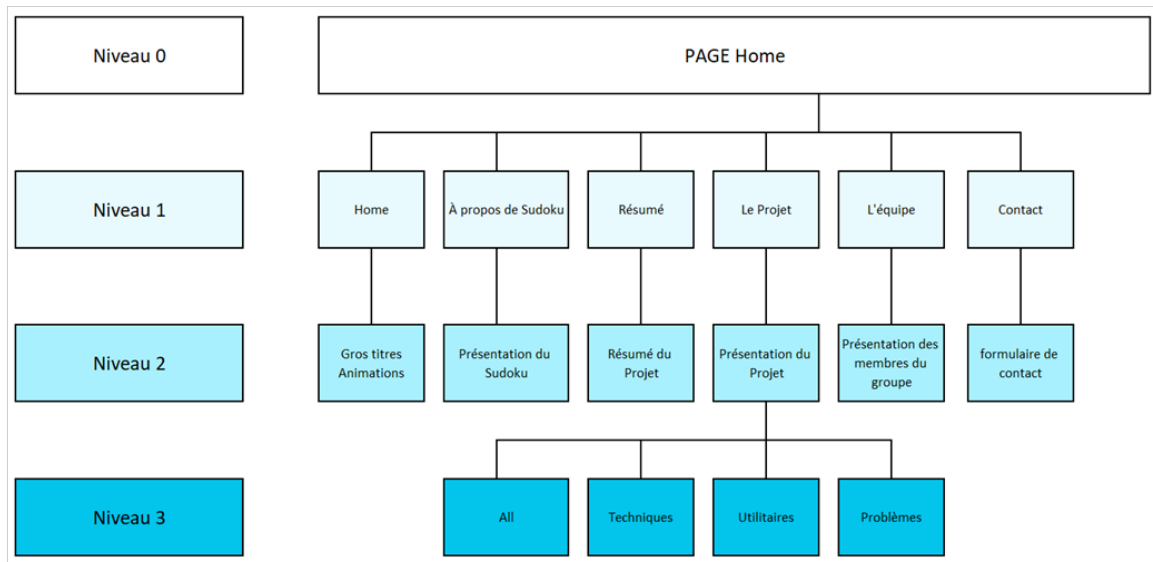 Niveau 0
PAGE Home
Niveau 1
Home
À propos de Sudoku
Résumé
Le Projet
L'équipe
Contact
Niveau 2
Gros titres
Animations
Présentation du
Sudoku
Résumé du
Projet
Présentation du
Projet
Présentation des
membres du
groupe
formulaire de
contact
Niveau 3
All
Techniques
Utilitaires
Problèmes